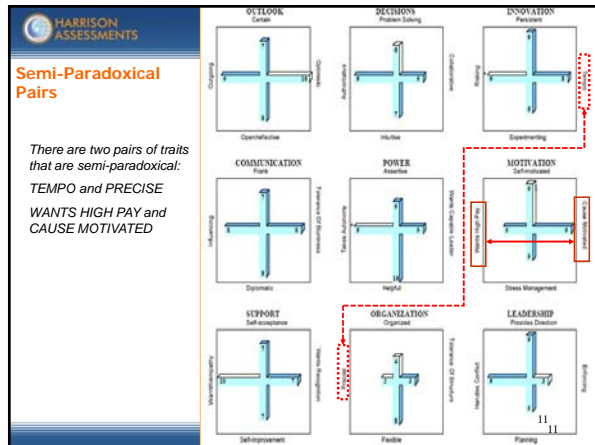 HARRISON
ASSESSMENTS
Semi-Paradoxical
Pairs
There are two pairs of traits
that are semi-paradoxical:
TEMPO and PRECISE
WANTS HIGH PAY and
CAUSE MOTIVATED
OUTLOOK
Certain
Optimistic
Open/reflective
DECISIONS
Problem Solving
Collaborative
Intuitive
INNOVATION
Persistent
Tempo
Experimenting
COMMUNICATION
Frank
Tolerance Of Bluntness
Diplomatic
POWER
Assertive
Wants Capable Leader
Helpful
MOTIVATION
Self-motivated
Wants High Pay
Cause Motivated
Stress Management
SUPPORT
Self-acceptance
Wants Recognition
Self-improvement
ORGANIZATION
Organized
Tolerance Of Structure
Flexible
LEADERSHIP
Provides Direction
Handles Conflict
Enforcing
Planning
11
11